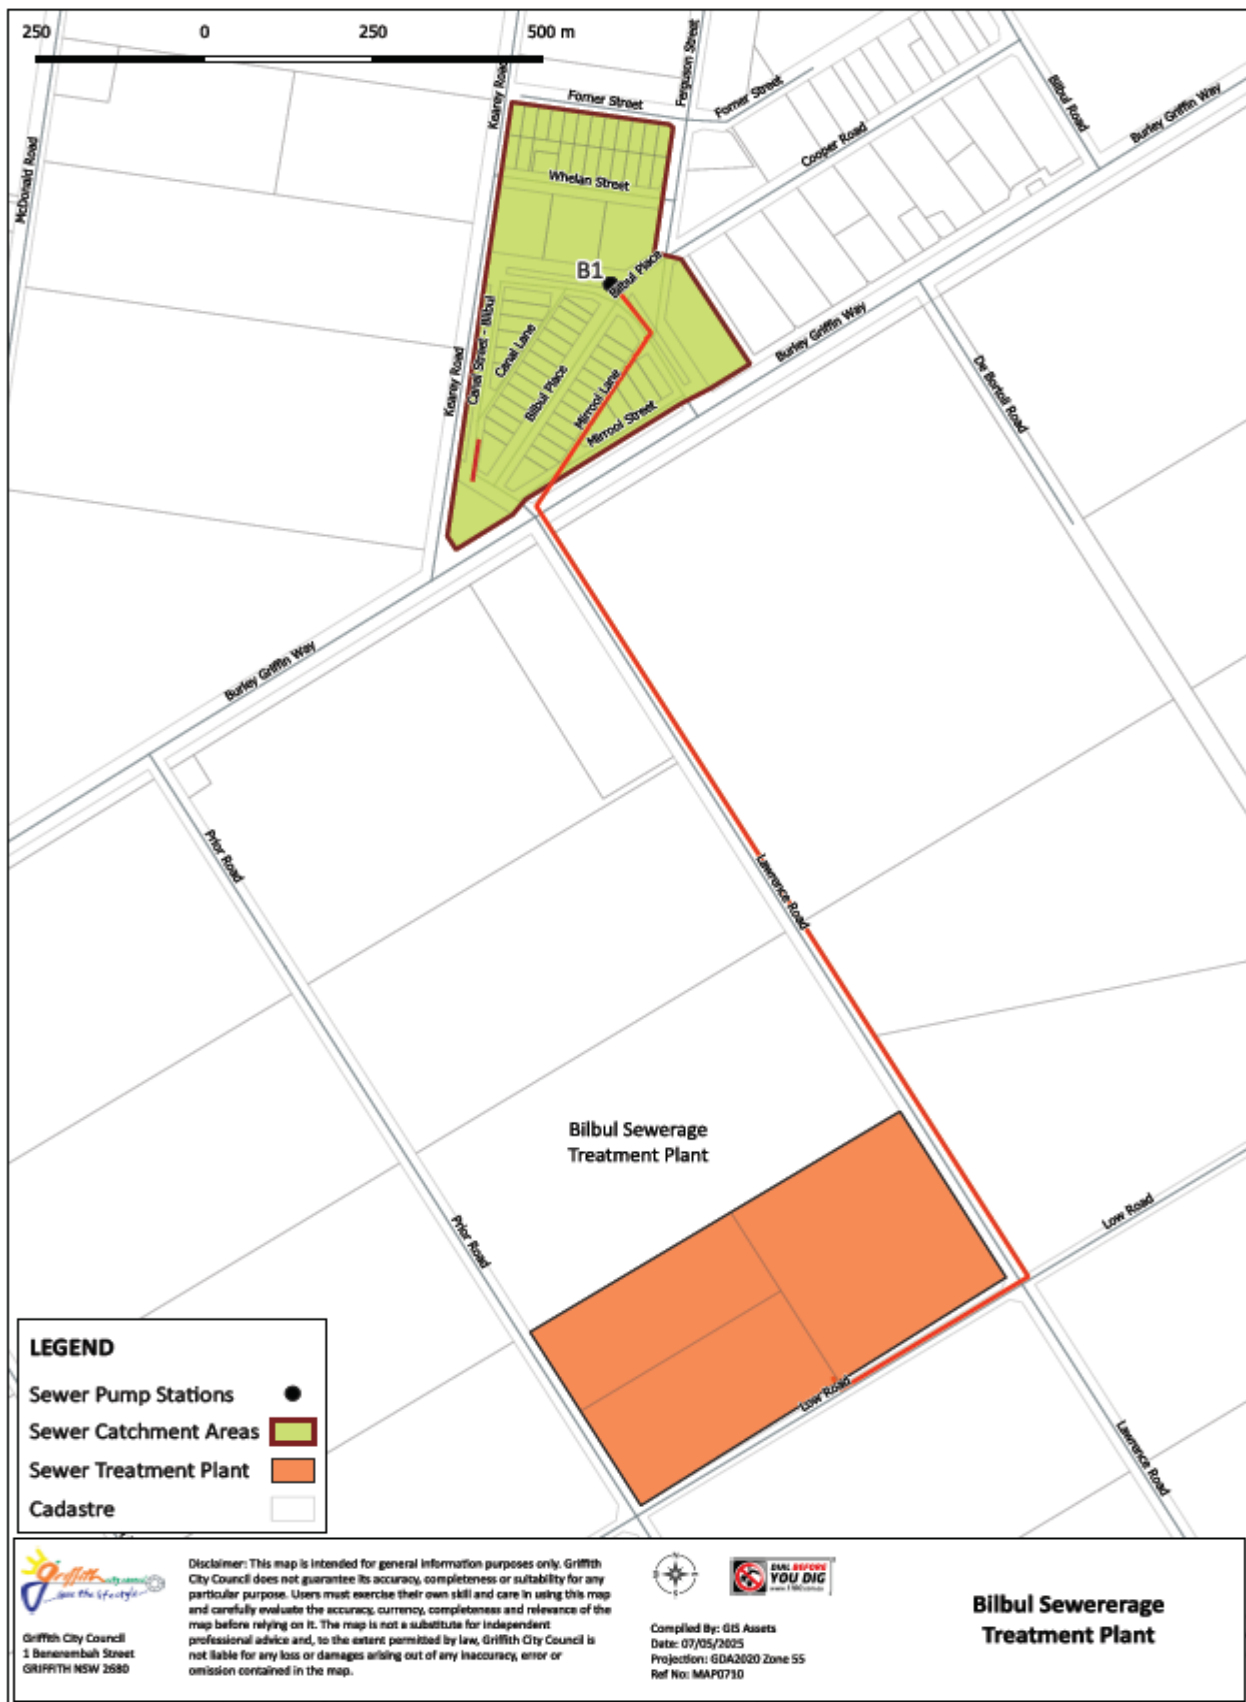 250 0 250 500 m
McDonald Road
Kearey Road
Forner Street
Ferguson Street
Forner Street
Cooper Road
Bilbul Road
Burley Griffin Way
Whelan Street
B1
Bilbul Place
Burley Griffin Way
Canal Street - Bilbul
Canal Lane
Kearey Road
Bilbul Place
Mirrool Lane
Mirrool Street
De Bortoli Road
Burley Griffin Way
Prior Road
Lawrence Road
Bilbul Sewerage
Treatment Plant
Prior Road
Low Road
Low Road
Lawrence Road
LEGEND
Sewer Pump Stations
Sewer Catchment Areas
Sewer Treatment Plant
Cadastre
Griffith
Griffith City Council
1 Benerembah Street
GRIFFITH NSW 2680
Disclaimer: This map is intended for general information purposes only. Griffith
City Council does not guarantee its accuracy, completeness or suitability for any
particular purpose. Users must exercise their own skill and care in using this map
and carefully evaluate the accuracy, currency, completeness and relevance of the
map before relying on it. The map is not a substitute for independent
professional advice and, to the extent permitted by law, Griffith City Council is
not liable for any loss or damages arising out of any inaccuracy, error or
omission contained in the map.
DIAL BEFORE
YOU DIG
Compiled By: GIS Assets
Date: 07/05/2025
Projection: GDA2020 Zone 55
Ref No: MAP0710
Bilbul Sewererage
Treatment Plant